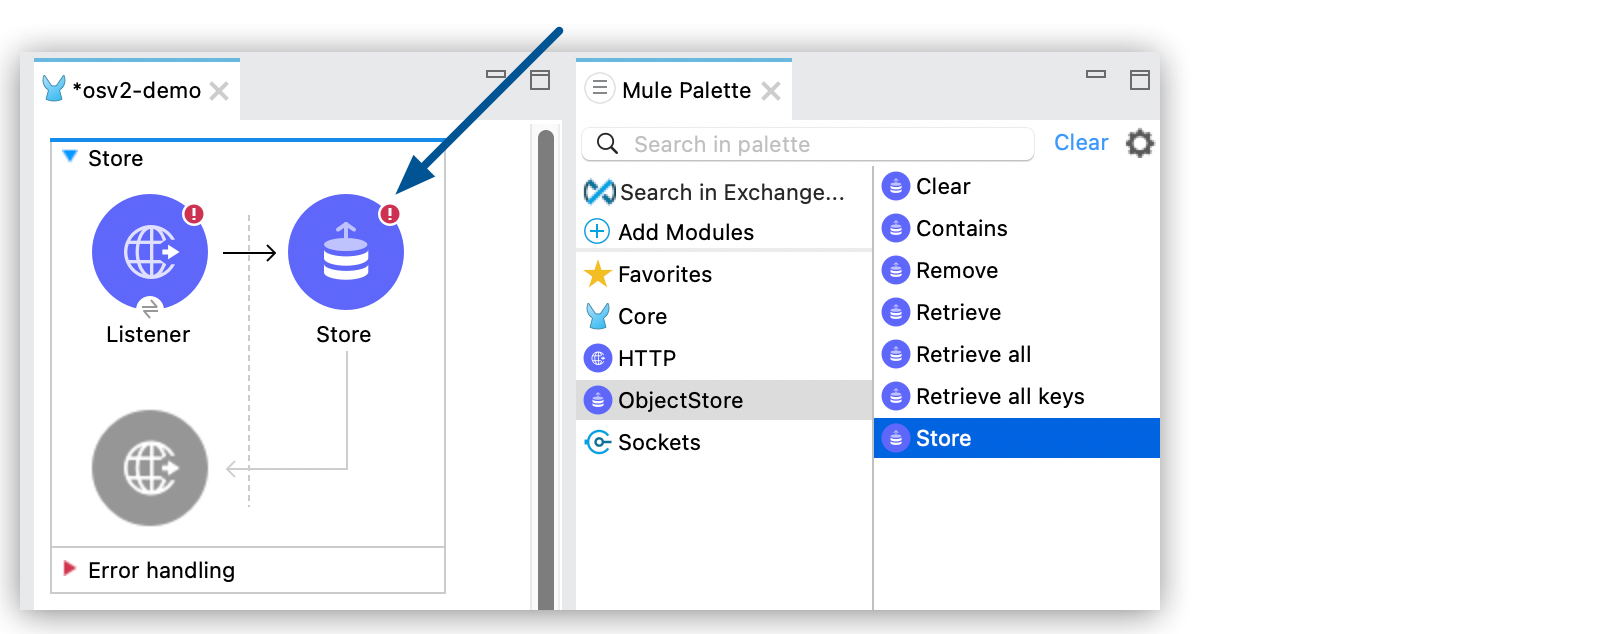 *osv2-demo
Store
Listener
Store
Error handling
Mule Palette
Search in palette
Clear
Search in Exchange...
Add Modules
Favorites
Core
HTTP
ObjectStore
Sockets
Clear
Contains
Remove
Retrieve
Retrieve all
Retrieve all keys
Store